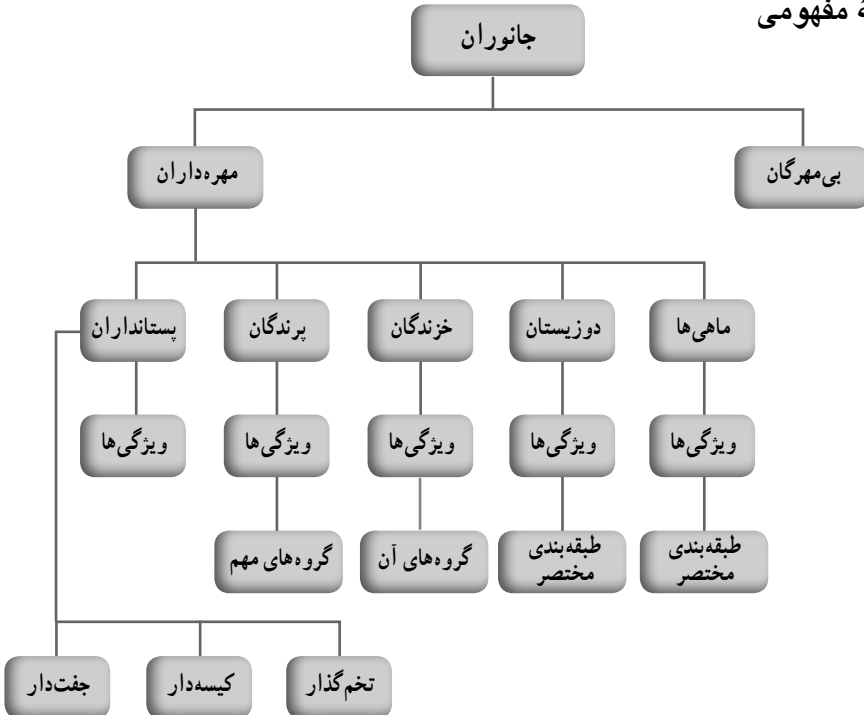 مفهومی
جانوران
بی‌مهرگان
مهره‌داران
ماهی‌ها
دوزیستان
خزندگان
پرندگان
پستانداران
ویژگی‌ها
ویژگی‌ها
ویژگی‌ها
ویژگی‌ها
ویژگی‌ها
طبقه‌بندی
مختصر
طبقه‌بندی
مختصر
گروه‌های آن
گروه‌های مهم
تخم‌گذار
کیسه‌دار
جفت‌دار